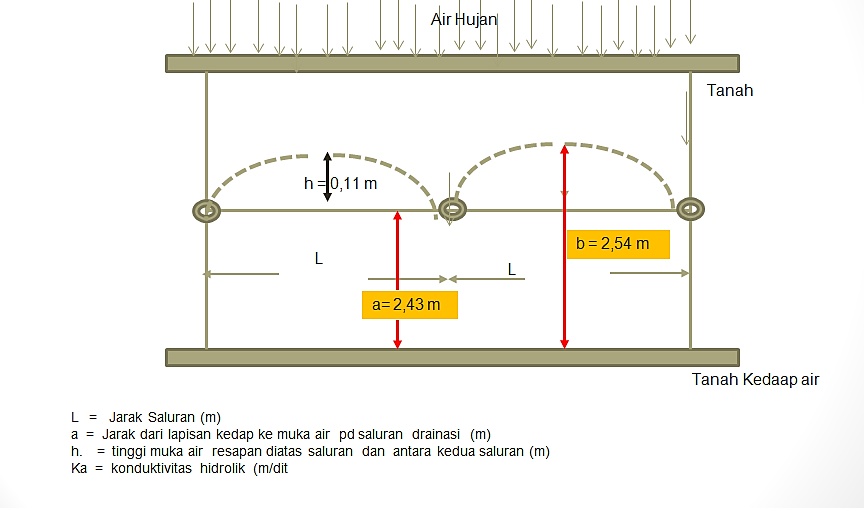 Air Hujan
Tanah
h = 0,11 m
b = 2,54 m
L
L
a= 2,43 m
Tanah Kedaap air
L = Jarak Saluran (m)
a = Jarak dari lapisan kedap ke muka air pd saluran drainasi (m)
h. = tinggi muka air resapan diatas saluran dan antara kedua saluran (m)
Ka = konduktivitas hidrolik (m/dit